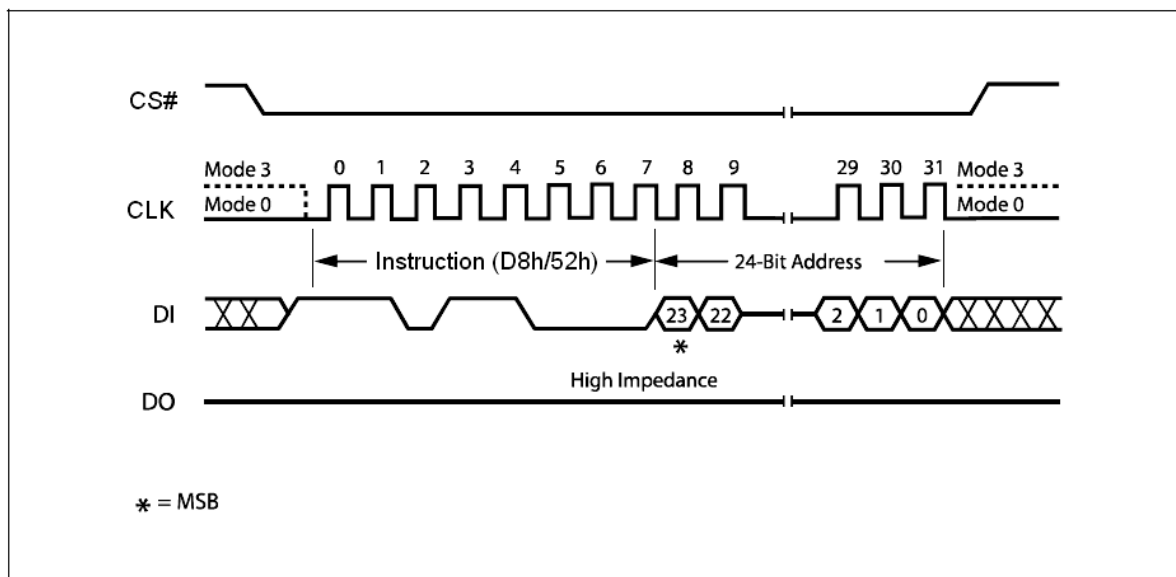 CS#
Mode 3 0 1 2 3 4 5 6 7 8 9 29 30 31 Mode 3
CLK Mode 0 Mode 0
Instruction (D8h/52h) 24-Bit Address
DI 23 22 2 1 0
*
High Impedance
DO
* = MSB